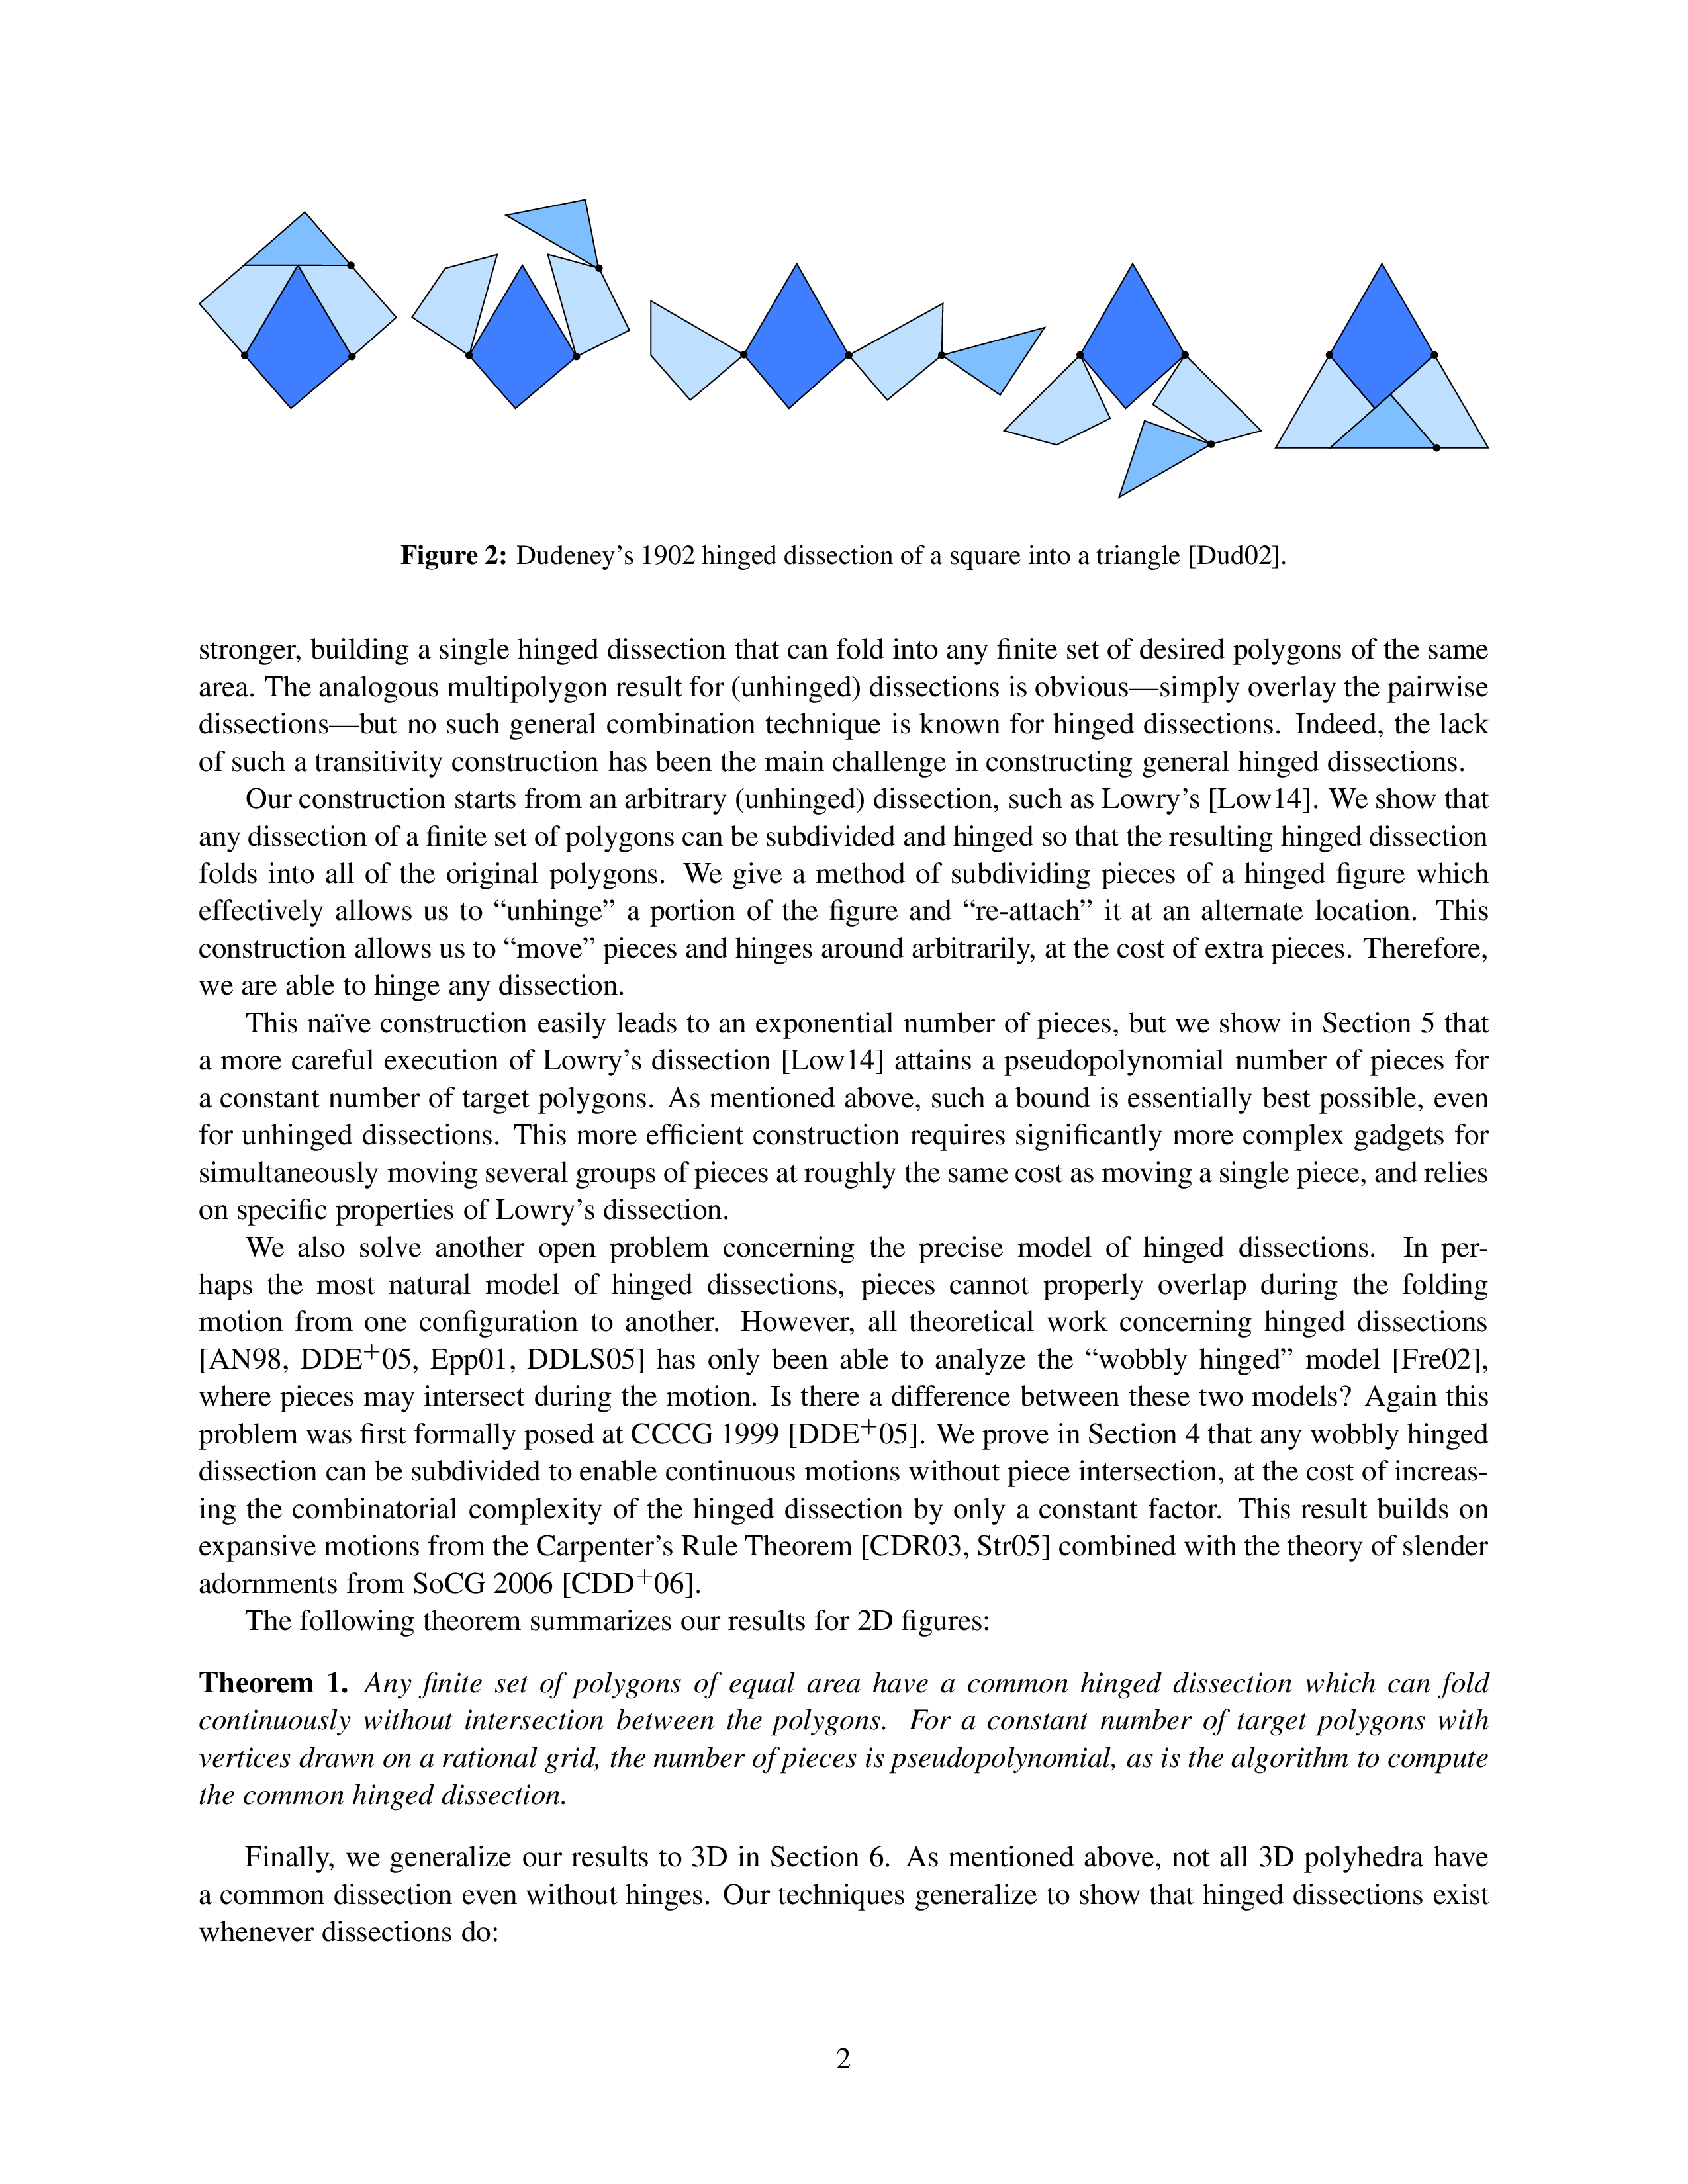 Figure 2: Dudeney’s 1902 hinged dissection of a square into a triangle [Dud02].
stronger, building a single hinged dissection that can fold into any finite set of desired polygons of the same
area. The analogous multipolygon result for (unhinged) dissections is obvious—simply overlay the pairwise
dissections—but no such general combination technique is known for hinged dissections. Indeed, the lack
of such a transitivity construction has been the main challenge in constructing general hinged dissections.
Our construction starts from an arbitrary (unhinged) dissection, such as Lowry’s [Low14]. We show that
any dissection of a finite set of polygons can be subdivided and hinged so that the resulting hinged dissection
folds into all of the original polygons. We give a method of subdividing pieces of a hinged figure which
effectively allows us to “unhinge” a portion of the figure and “re-attach” it at an alternate location. This
construction allows us to “move” pieces and hinges around arbitrarily, at the cost of extra pieces. Therefore,
we are able to hinge any dissection.
This naïve construction easily leads to an exponential number of pieces, but we show in Section 5 that
a more careful execution of Lowry’s dissection [Low14] attains a pseudopolynomial number of pieces for
a constant number of target polygons. As mentioned above, such a bound is essentially best possible, even
for unhinged dissections. This more efficient construction requires significantly more complex gadgets for
simultaneously moving several groups of pieces at roughly the same cost as moving a single piece, and relies
on specific properties of Lowry’s dissection.
We also solve another open problem concerning the precise model of hinged dissections. In per-
haps the most natural model of hinged dissections, pieces cannot properly overlap during the folding
motion from one configuration to another. However, all theoretical work concerning hinged dissections
[AN98, DDE+05, Epp01, DDLS05] has only been able to analyze the “wobbly hinged” model [Fre02],
where pieces may intersect during the motion. Is there a difference between these two models? Again this
problem was first formally posed at CCCG 1999 [DDE+05]. We prove in Section 4 that any wobbly hinged
dissection can be subdivided to enable continuous motions without piece intersection, at the cost of increas-
ing the combinatorial complexity of the hinged dissection by only a constant factor. This result builds on
expansive motions from the Carpenter’s Rule Theorem [CDR03, Str05] combined with the theory of slender
adornments from SoCG 2006 [CDD+06].
The following theorem summarizes our results for 2D figures:
Theorem 1. Any finite set of polygons of equal area have a common hinged dissection which can fold
continuously without intersection between the polygons. For a constant number of target polygons with
vertices drawn on a rational grid, the number of pieces is pseudopolynomial, as is the algorithm to compute
the common hinged dissection.
Finally, we generalize our results to 3D in Section 6. As mentioned above, not all 3D polyhedra have
a common dissection even without hinges. Our techniques generalize to show that hinged dissections exist
whenever dissections do:
2